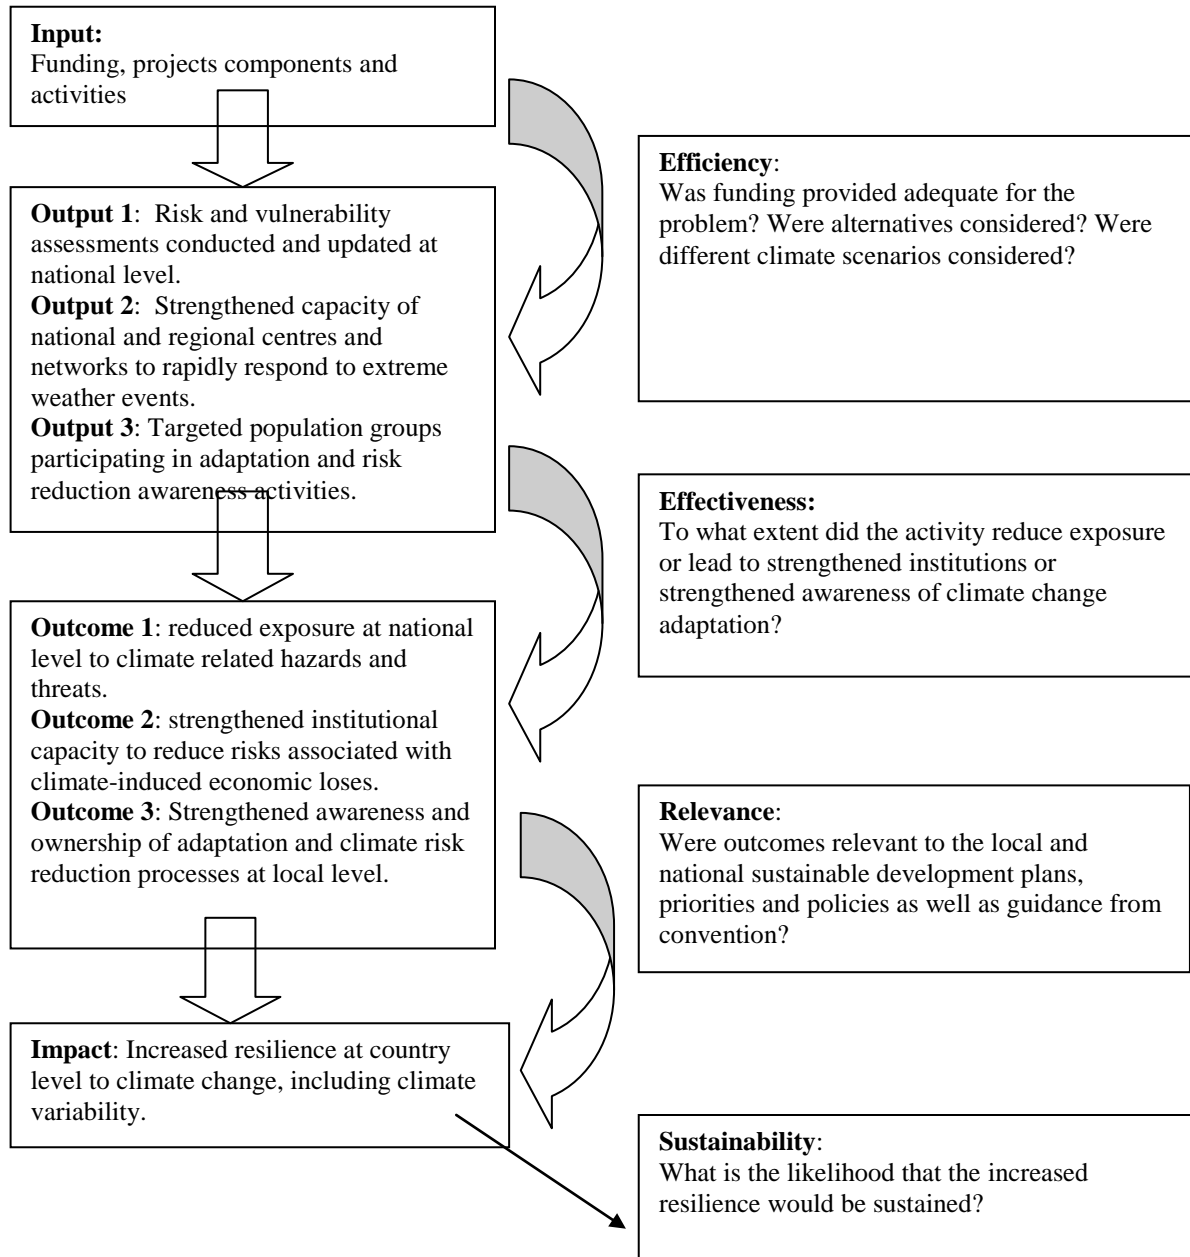 Input:
Funding, projects components and
activities
Efficiency:
Was funding provided adequate for the
problem? Were alternatives considered? Were
different climate scenarios considered?
Output 1: Risk and vulnerability
assessments conducted and updated at
national level.
Output 2: Strengthened capacity of
national and regional centres and
networks to rapidly respond to extreme
weather events.
Output 3: Targeted population groups
participating in adaptation and risk
reduction awareness activities.
Effectiveness:
To what extent did the activity reduce exposure
or lead to strengthened institutions or
strengthened awareness of climate change
adaptation?
Outcome 1: reduced exposure at national
level to climate related hazards and
threats.
Outcome 2: strengthened institutional
capacity to reduce risks associated with
climate-induced economic loses.
Outcome 3: Strengthened awareness and
ownership of adaptation and climate risk
reduction processes at local level.
Relevance:
Were outcomes relevant to the local and
national sustainable development plans,
priorities and policies as well as guidance from
convention?
Impact: Increased resilience at country
level to climate change, including climate
variability.
Sustainability:
What is the likelihood that the increased
resilience would be sustained?